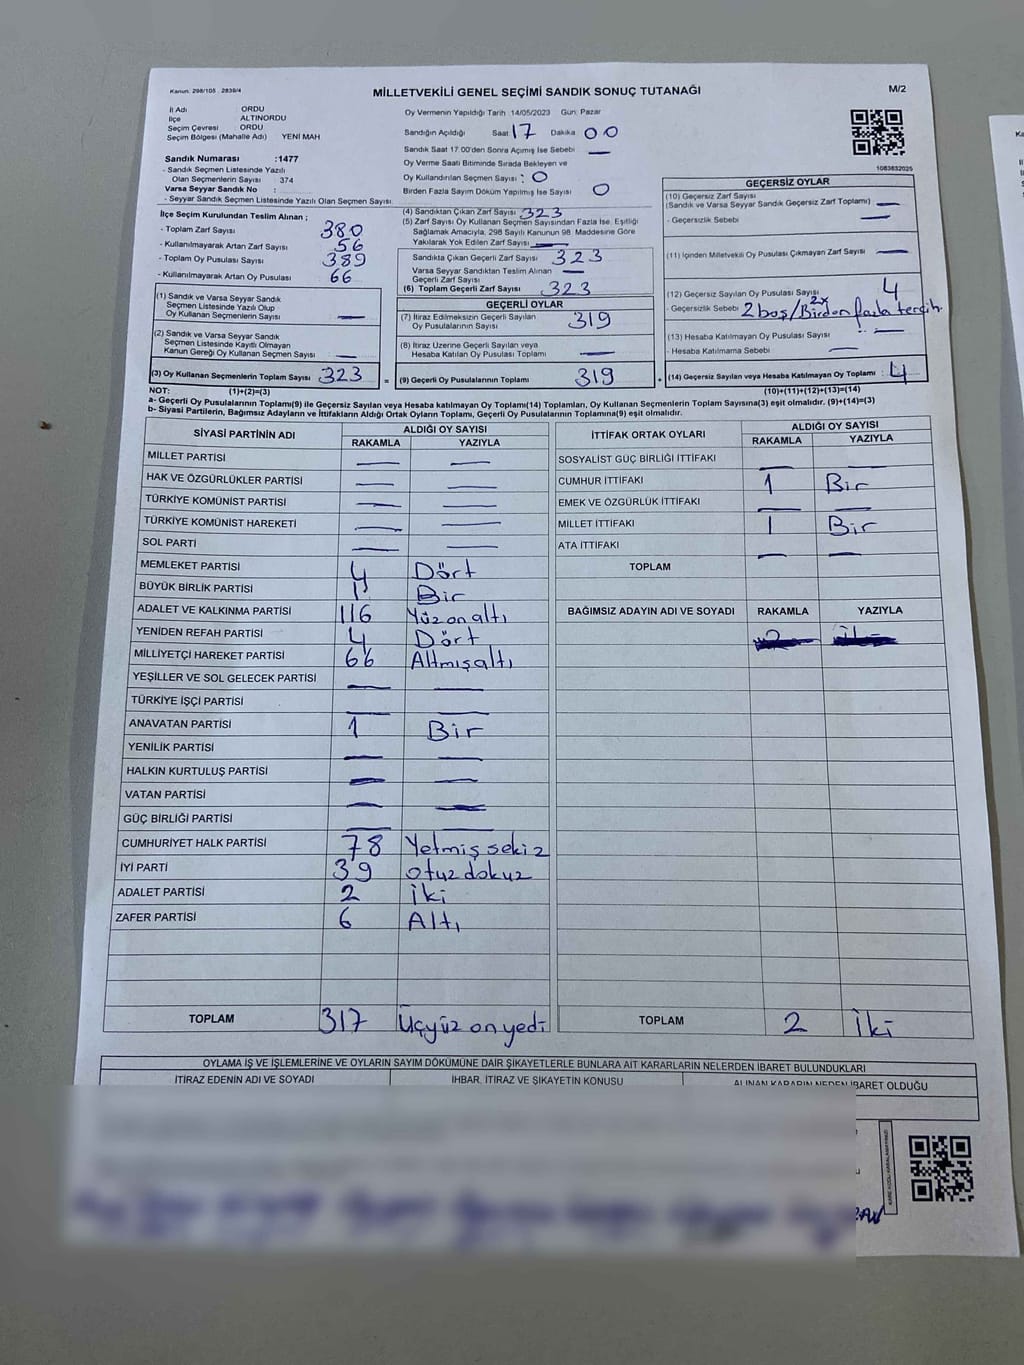 Kanun: 298/105 . 2839/4
MİLLETVEKİLİ GENEL SEÇİMİ SANDIK SONUÇ TUTANAĞI
M/2
İl Adı ORDU
İlçe ALTINORDU
Seçim Çevresi ORDU
Seçim Bölgesi (Mahalle Adı) YENİ MAH
Sandık Numarası :1477
- Sandık Seçmen Listesinde Yazılı
Olan Seçmenlerin Sayısı : 374
Varsa Seyyar Sandık No :
- Seyyar Sandık Seçmen Listesinde Yazılı Olan Seçmen Sayısı
İlçe Seçim Kurulundan Teslim Alınan ;
- Toplam Zarf Sayısı 380
- Kullanılmayarak Artan Zarf Sayısı 56
- Toplam Oy Pusulası Sayısı 389
- Kullanılmayarak Artan Oy Pusulası 66
(1) Sandık ve Varsa Seyyar Sandık
Seçmen Listesinde Yazılı Olup
Oy Kullanan Seçmenlerin Sayısı —
(2) Sandık ve Varsa Seyyar Sandık
Seçmen Listesinde Kayıtlı Olmayan
Kanun Gereği Oy Kullanan Seçmen Sayısı —
(3) Oy Kullanan Seçmenlerin Toplam Sayısı 323
Oy Vermenin Yapıldığı Tarih 14/05/2023 Gün: Pazar
Sandığın Açıldığı Saat 17 Dakika 00
Sandık Saat 17:00'den Sonra Açımış İse Sebebi —
Oy Verme Saati Bitiminde Sırada Bekleyen ve
Oy Kullandırılan Seçmen Sayısı : 0
Birden Fazla Sayım Döküm Yapılmış İse Sayısı 0
(4) Sandıktan Çıkan Zarf Sayısı 323
(5) Zarf Sayısı Oy Kullanan Seçmen Sayısından Fazla İse, Eşitliği
Sağlamak Amacıyla, 298 Sayılı Kanunun 98. Maddesine Göre
Yakılarak Yok Edilen Zarf Sayısı —
Sandıkta Çıkan Geçerli Zarf Sayısı 323
Varsa Seyyar Sandıktan Teslim Alınan
Geçerli Zarf Sayısı —
(6) Toplam Geçerli Zarf Sayısı 323
GEÇERLİ OYLAR
(7) İtiraz Edilmeksizin Geçerli Sayılan
Oy Pusulalarının Sayısı 319
(8) İtiraz Üzerine Geçerli Sayılan veya
Hesaba Katılan Oy Pusulası Toplamı —
= (9) Geçerli Oy Pusulalarının Toplamı 319
1083832025
GEÇERSİZ OYLAR
(10) Geçersiz Zarf Sayısı
(Sandık ve Varsa Seyyar Sandık Geçersiz Zarf Toplamı) —
- Geçersizlik Sebebi —
(11) İçinden Milletvekili Oy Pusulası Çıkmayan Zarf Sayısı —
(12) Geçersiz Sayılan Oy Pusulası Sayısı 4
- Geçersizlik Sebebi 2 boş / 2x Birden fazla tercih
(13) Hesaba Katılmayan Oy Pusula Sayısı : —
- Hesaba Katılmama Sebebi —
+ (14) Geçersiz Sayılan veya Hesaba Katılmayan Oy Toplamı : 4
NOT: (1)+(2)=(3) (10)+(11)+(12)+(13)=(14)
a- Geçerli Oy Pusulalarının Toplamı(9) ile Geçersiz Sayılan veya Hesaba katılmayan Oy Toplamı(14) Toplamları, Oy Kullanan Seçmenlerin Toplam Sayısına(3) eşit olmalıdır. (9)+(14)=(3)
b- Siyasi Partilerin, Bağımsız Adayların ve İttifakların Aldığı Ortak Oyların Toplamı, Geçerli Oy Pusulalarının Toplamına(9) eşit olmalıdır.
SİYASİ PARTİNİN ADI ALDIĞI OY SAYISI
RAKAMLA YAZIYLA
MİLLET PARTİSİ — —
HAK VE ÖZGÜRLÜKLER PARTİSİ — —
TÜRKİYE KOMÜNİST PARTİSİ — —
TÜRKİYE KOMÜNİST HAREKETİ — —
SOL PARTİ — —
MEMLEKET PARTİSİ 4 Dört
BÜYÜK BİRLİK PARTİSİ 1 Bir
ADALET VE KALKINMA PARTİSİ 116 Yüzonaltı
YENİDEN REFAH PARTİSİ 4 Dört
MİLLİYETÇİ HAREKET PARTİSİ 66 Altmışaltı
YEŞİLLER VE SOL GELECEK PARTİSİ — —
TÜRKİYE İŞÇİ PARTİSİ — —
ANAVATAN PARTİSİ 1 Bir
YENİLİK PARTİSİ — —
HALKIN KURTULUŞ PARTİSİ — —
VATAN PARTİSİ — —
GÜÇ BİRLİĞİ PARTİSİ — —
CUMHURİYET HALK PARTİSİ 78 Yetmiş sekiz
İYİ PARTİ 39 otuz dokuz
ADALET PARTİSİ 2 İki
ZAFER PARTİSİ 6 Altı
TOPLAM 317 Üçyüz onyedi
İTTİFAK ORTAK OYLARI ALDIĞI OY SAYISI
RAKAMLA YAZIYLA
SOSYALİST GÜÇ BİRLİĞİ İTTİFAKI — —
CUMHUR İTTİFAKI 1 Bir
EMEK VE ÖZGÜRLÜK İTTİFAKI — —
MİLLET İTTİFAKI 1 Bir
ATA İTTİFAKI — —
TOPLAM
BAĞIMSIZ ADAYIN ADI VE SOYADI RAKAMLA YAZIYLA
TOPLAM 2 İki
OYLAMA İŞ VE İŞLEMLERİNE VE OYLARIN SAYIM DÖKÜMÜNE DAİR ŞİKAYETLERLE BUNLARA AİT KARARLARIN NELERDEN İBARET BULUNDUKLARI
İTİRAZ EDENİN ADI VE SOYADI İHBAR, İTİRAZ VE ŞİKAYETİN KONUSU ALINAN KARARIN NEDEN İBARET OLDUĞU